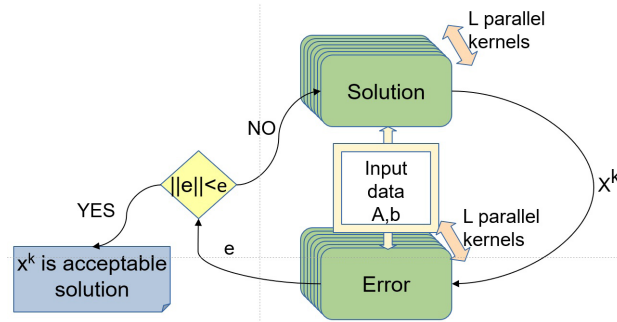 L parallel
kernels
Solution
NO
||e||<e
Input
data
A,b
X^k
YES
L parallel
kernels
e
x^k is acceptable
solution
Error